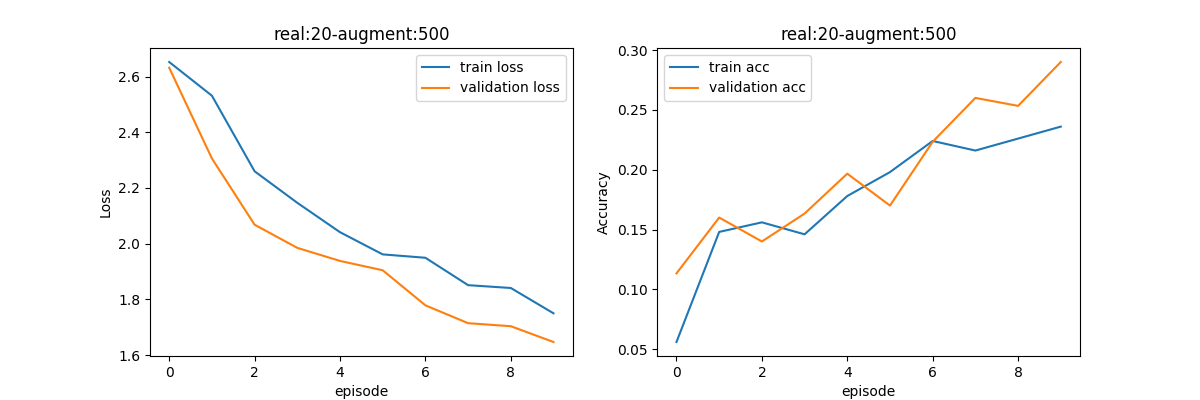 real:20-augment:500
train loss
validation loss
2.6
2.4
2.2
2.0
1.8
1.6
Loss
0
2
4
6
8
episode
real:20-augment:500
train acc
validation acc
0.30
0.25
0.20
0.15
0.10
0.05
Accuracy
0
2
4
6
8
episode